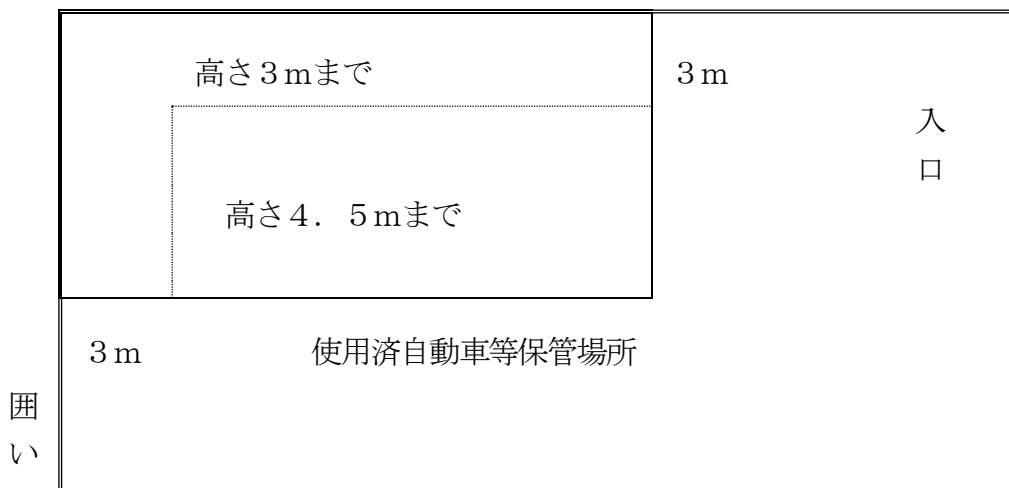 高さ３ｍまで
３ｍ
入口
高さ４．５ｍまで
３ｍ
使用済自動車等保管場所
囲い